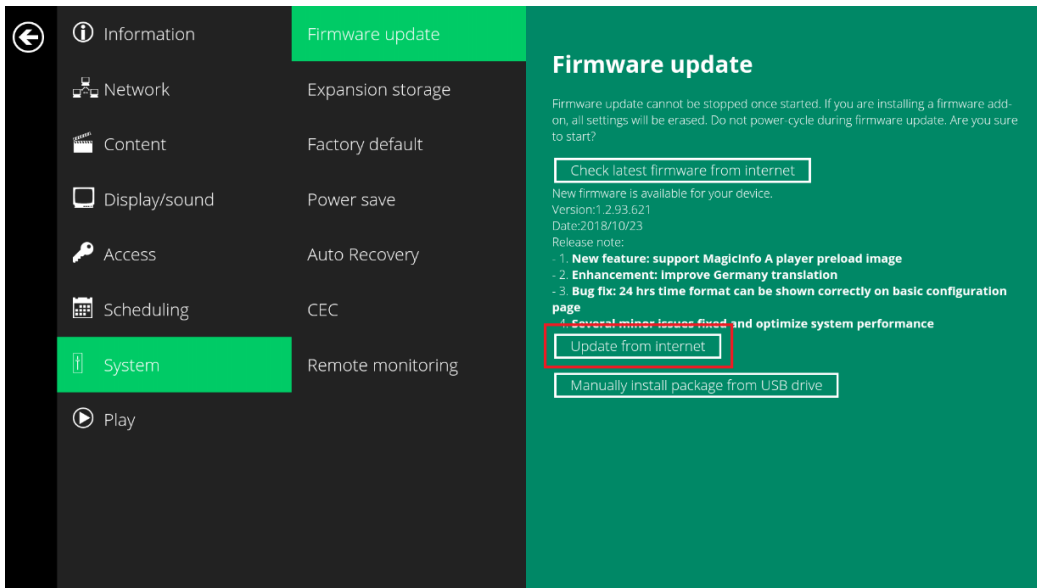 Information
Network
Content
Display/sound
Access
Scheduling
System
Play
Firmware update
Expansion storage
Factory default
Power save
Auto Recovery
CEC
Remote monitoring
Firmware update
Firmware update cannot be stopped once started. If you are installing a firmware add-
on, all settings will be erased. Do not power-cycle during firmware update. Are you sure
to start?
Check latest firmware from internet
New firmware is available for your device.
Version:1.2.93.621
Date:2018/10/23
Release note:
- 1. New feature: support MagicInfo A player preload image
- 2. Enhancement: improve Germany translation
- 3. Bug fix: 24 hrs time format can be shown correctly on basic configuration
page
- 4. Several minor issues fixed and optimize system performance
Update from internet
Manually install package from USB drive